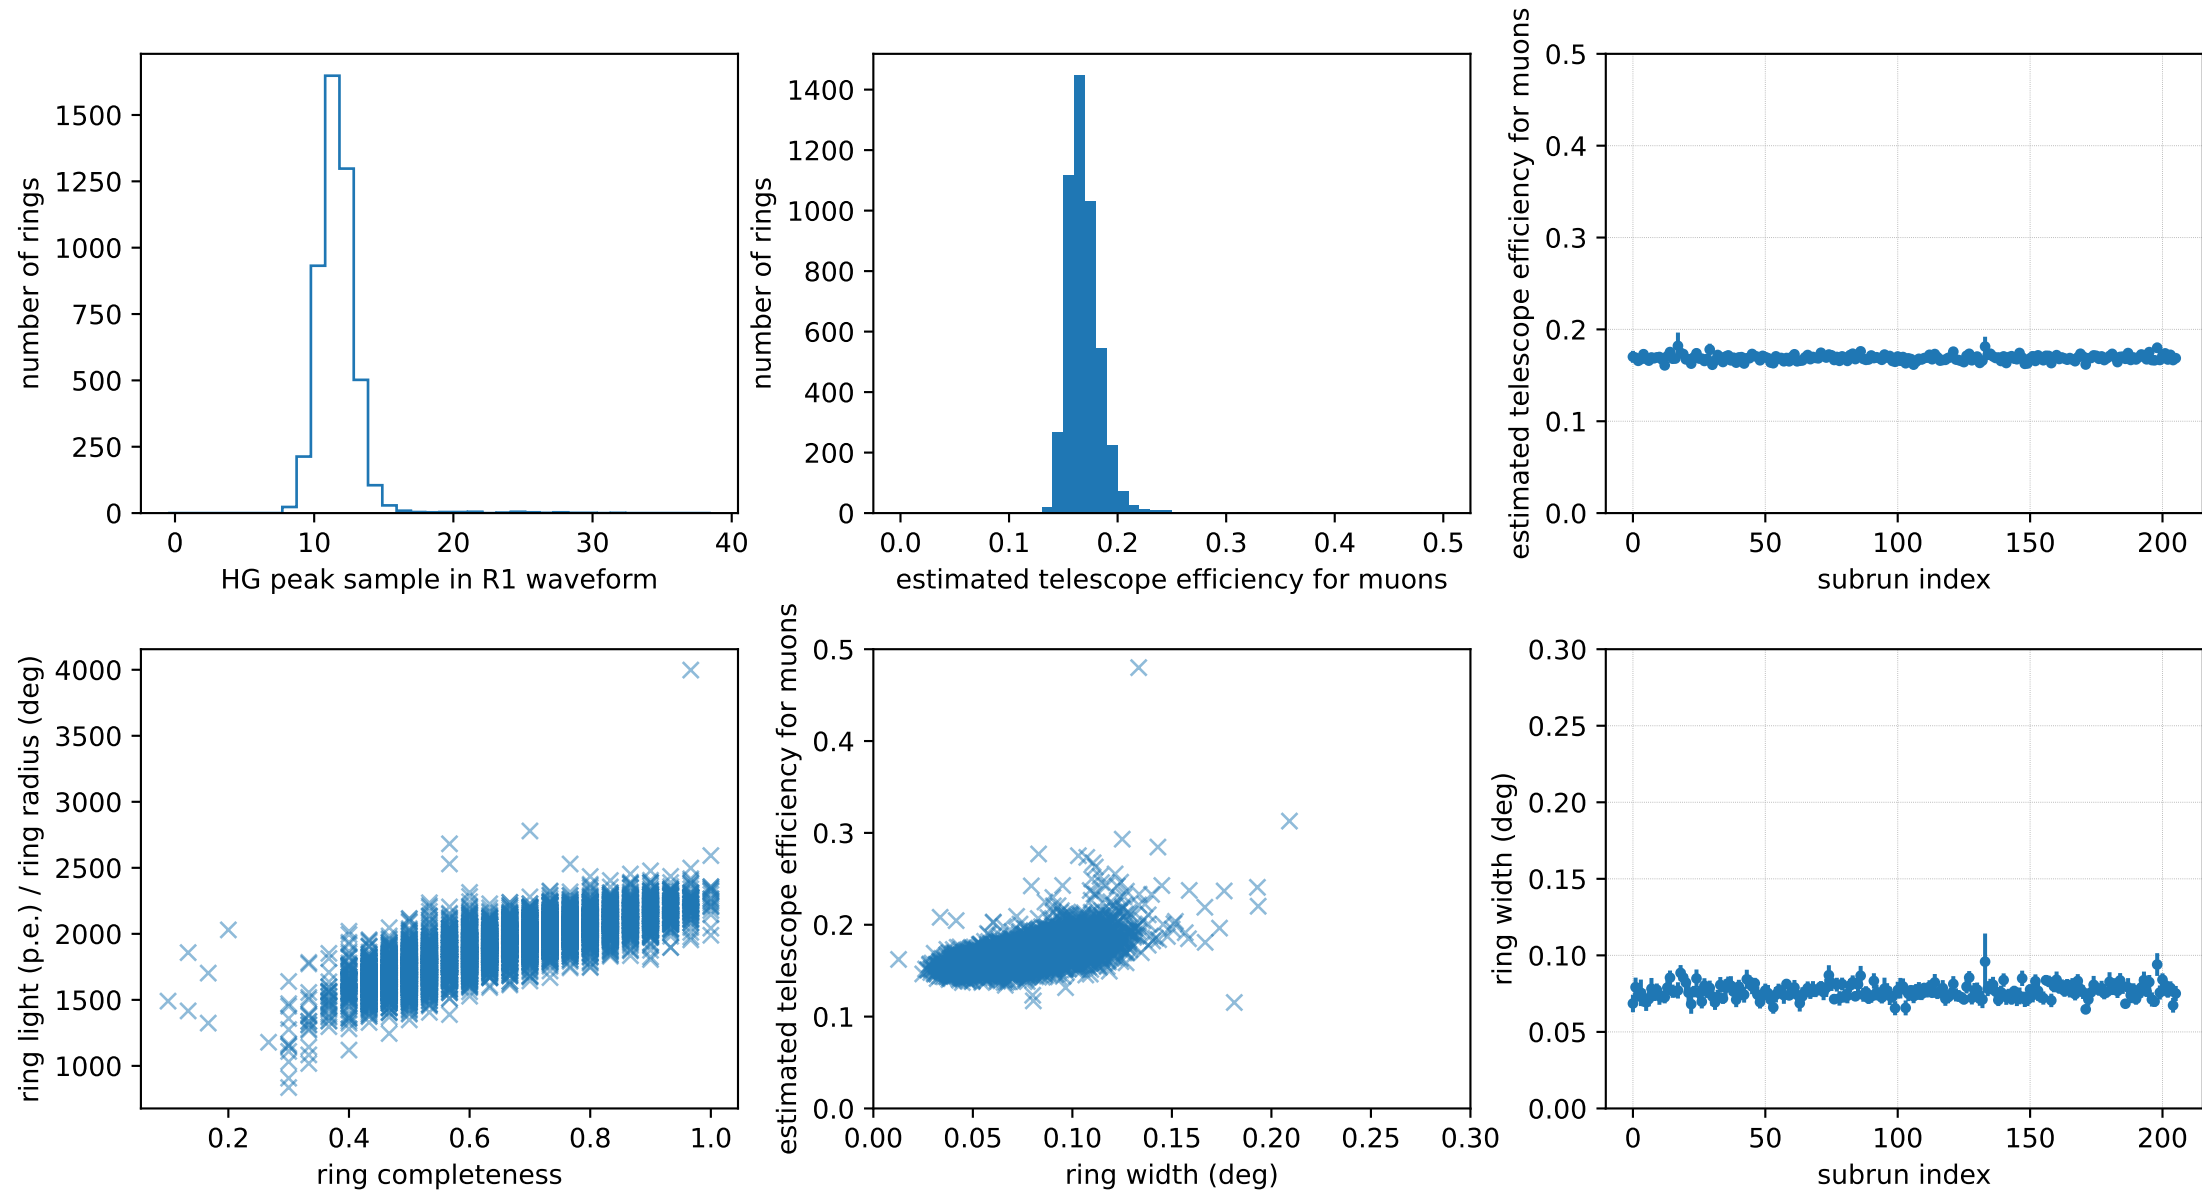 number of rings
1500
1250
1000
750
500
250
0
0 10 20 30 40
HG peak sample in R1 waveform
number of rings
1400
1200
1000
800
600
400
200
0
0.0 0.1 0.2 0.3 0.4 0.5
estimated telescope efficiency for muons
estimated telescope efficiency for muons
0.5
0.4
0.3
0.2
0.1
0.0
0 50 100 150 200
subrun index
ring light (p.e.) / ring radius (deg)
4000
3500
3000
2500
2000
1500
1000
0.2 0.4 0.6 0.8 1.0
ring completeness
estimated telescope efficiency for muons
0.5
0.4
0.3
0.2
0.1
0.0
0.00 0.05 0.10 0.15 0.20 0.25 0.30
ring width (deg)
ring width (deg)
0.30
0.25
0.20
0.15
0.10
0.05
0.00
0 50 100 150 200
subrun index